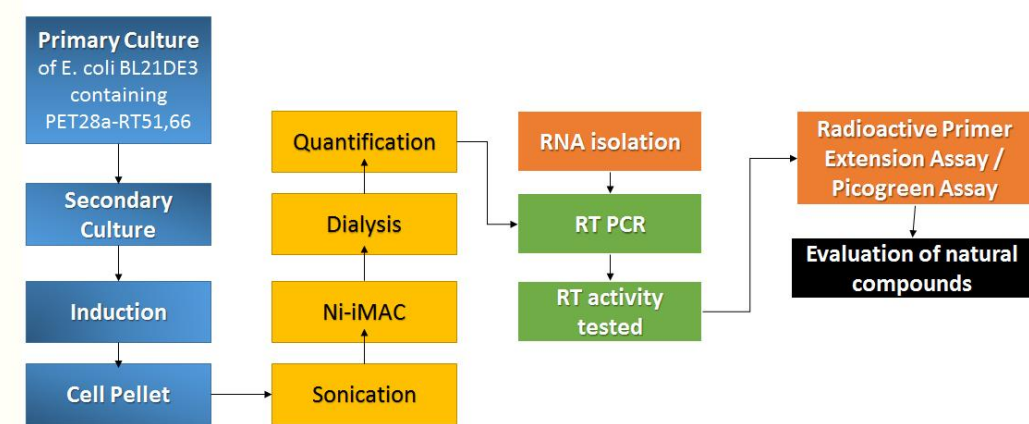 Primary Culture
of E. coli BL21DE3
containing
PET28a-RT51,66
Secondary
Culture
Induction
Cell Pellet
Sonication
Ni-iMAC
Dialysis
Quantification
RNA isolation
RT PCR
RT activity
tested
Radioactive Primer
Extension Assay /
Picogreen Assay
Evaluation of natural
compounds